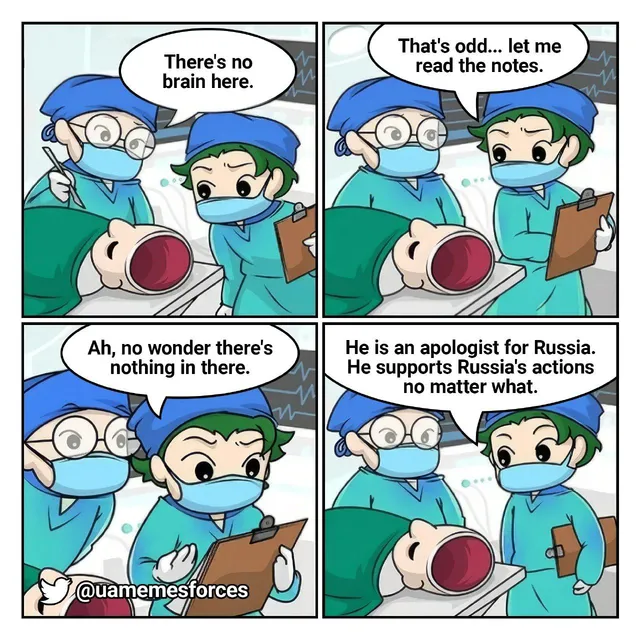 There's no
brain here.
That's odd... let me
read the notes.
Ah, no wonder there's
nothing in there.
He is an apologist for Russia.
He supports Russia's actions
no matter what.
@uamemesforces